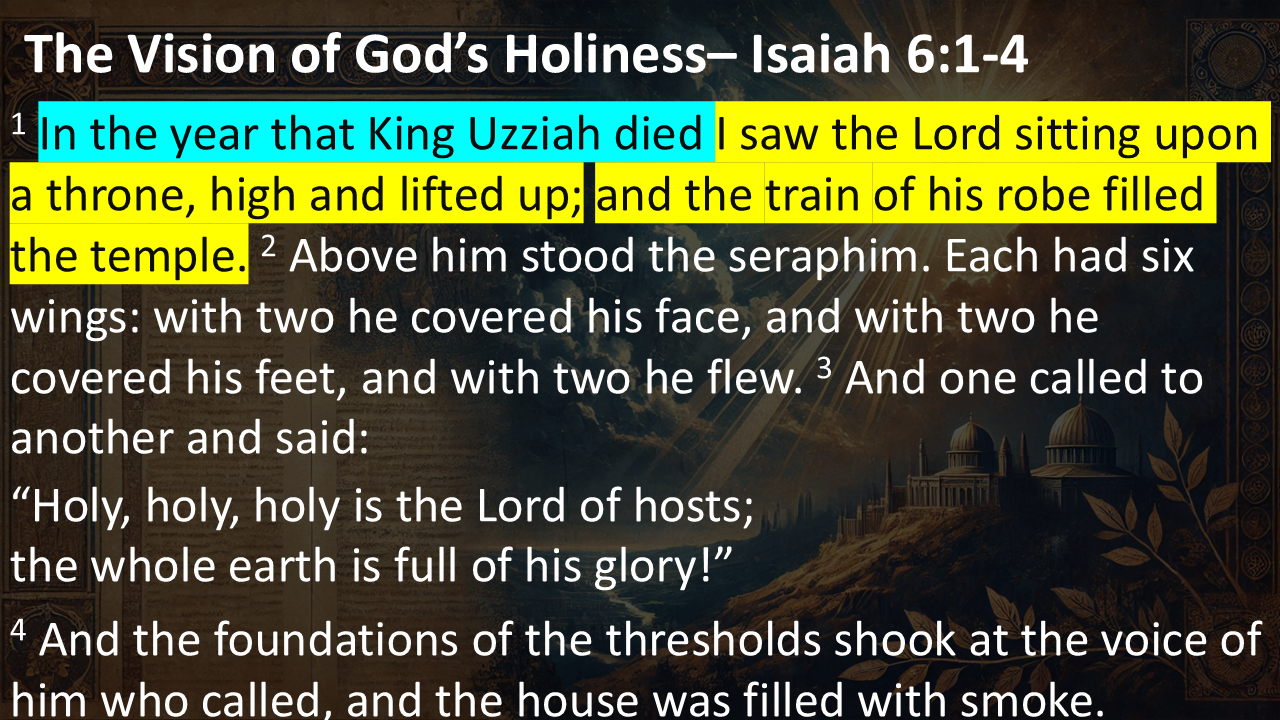 The Vision of God’s Holiness– Isaiah 6:1-4
1 In the year that King Uzziah died I saw the Lord sitting upon
a throne, high and lifted up; and the train of his robe filled
the temple. 2 Above him stood the seraphim. Each had six
wings: with two he covered his face, and with two he
covered his feet, and with two he flew. 3 And one called to
another and said:
“Holy, holy, holy is the Lord of hosts;
the whole earth is full of his glory!”
4 And the foundations of the thresholds shook at the voice of
him who called, and the house was filled with smoke.